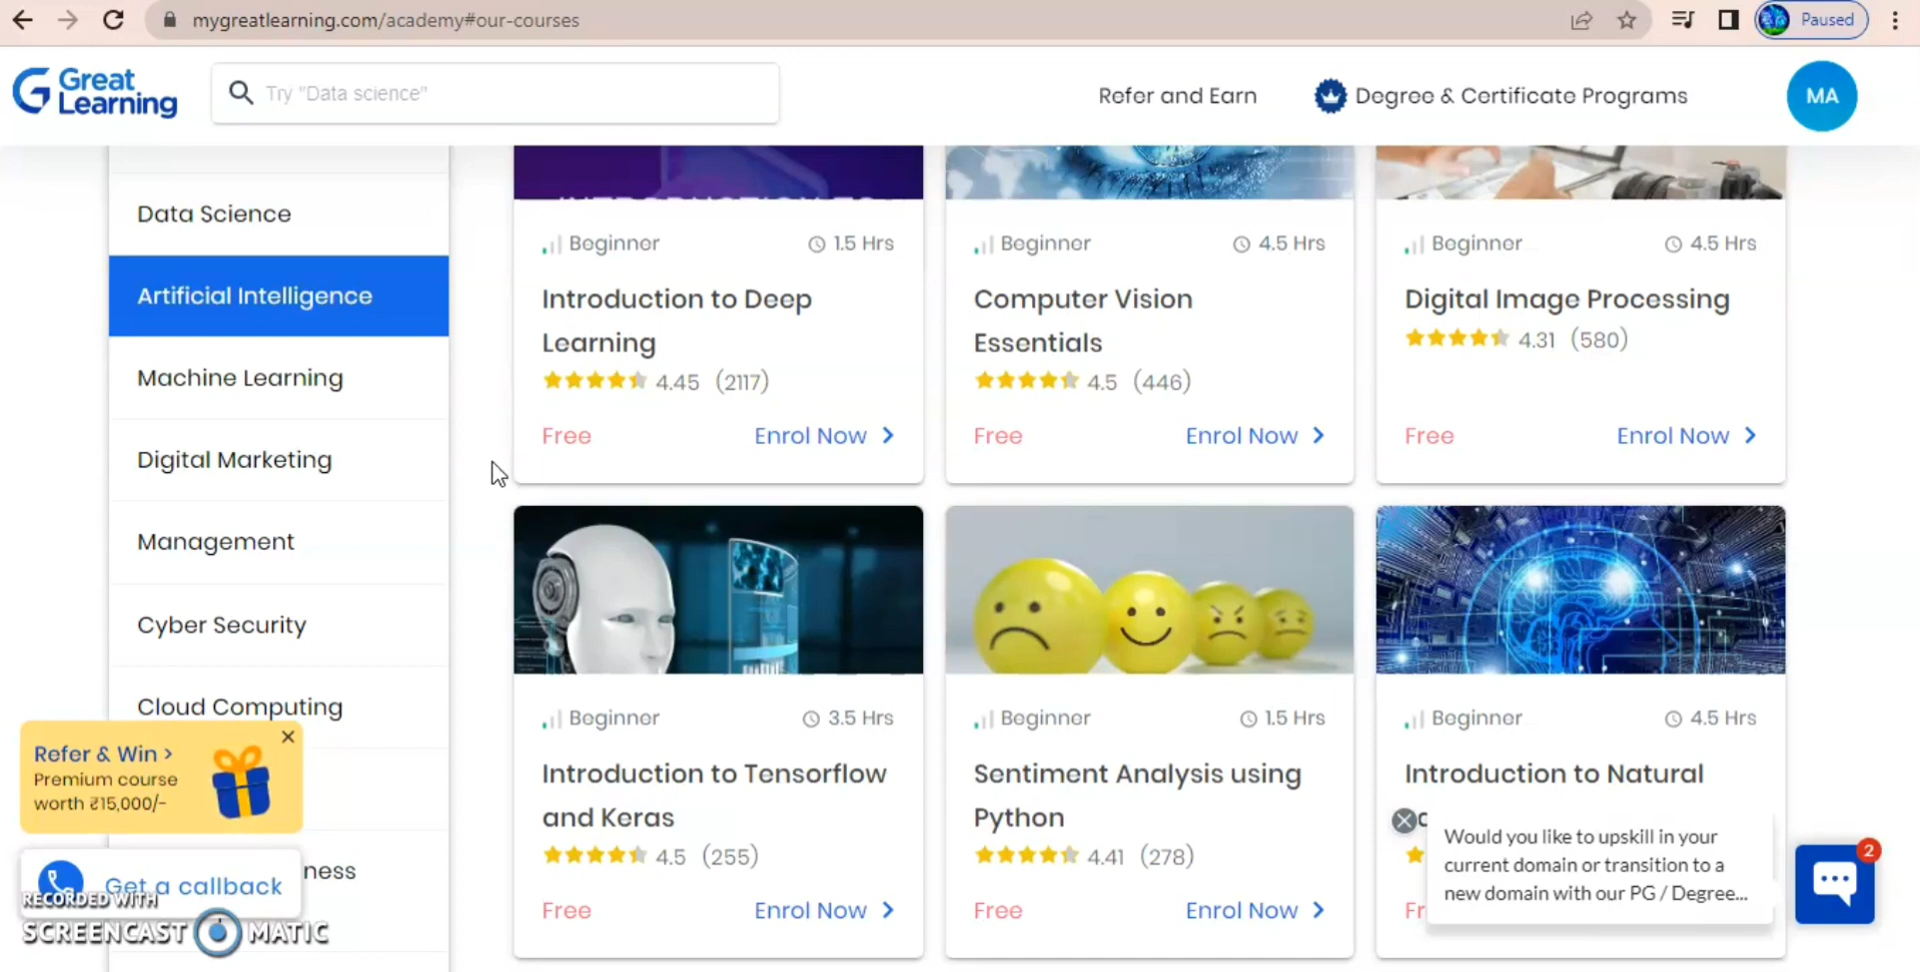 mygreatlearning.com/academy#our-courses
Paused
Great
Learning
Try "Data science"
Refer and Earn
Degree & Certificate Programs
MA
Data Science
Artificial Intelligence
Machine Learning
Digital Marketing
Management
Cyber Security
Cloud Computing
ness
Beginner
1.5 Hrs
Introduction to Deep
Learning
4.45 (2117)
Free
Enrol Now
Beginner
4.5 Hrs
Computer Vision
Essentials
4.5 (446)
Free
Enrol Now
Beginner
4.5 Hrs
Digital Image Processing
4.31 (580)
Free
Enrol Now
Beginner
3.5 Hrs
Introduction to Tensorflow
and Keras
4.5 (255)
Free
Enrol Now
Beginner
1.5 Hrs
Sentiment Analysis using
Python
4.41 (278)
Free
Enrol Now
Beginner
4.5 Hrs
Introduction to Natural
Fr
Refer & Win >
Premium course
worth ₹15,000/-
Get a callback
RECORDED WITH
SCREENCAST MATIC
Would you like to upskill in your
current domain or transition to a
new domain with our PG / Degree...
2